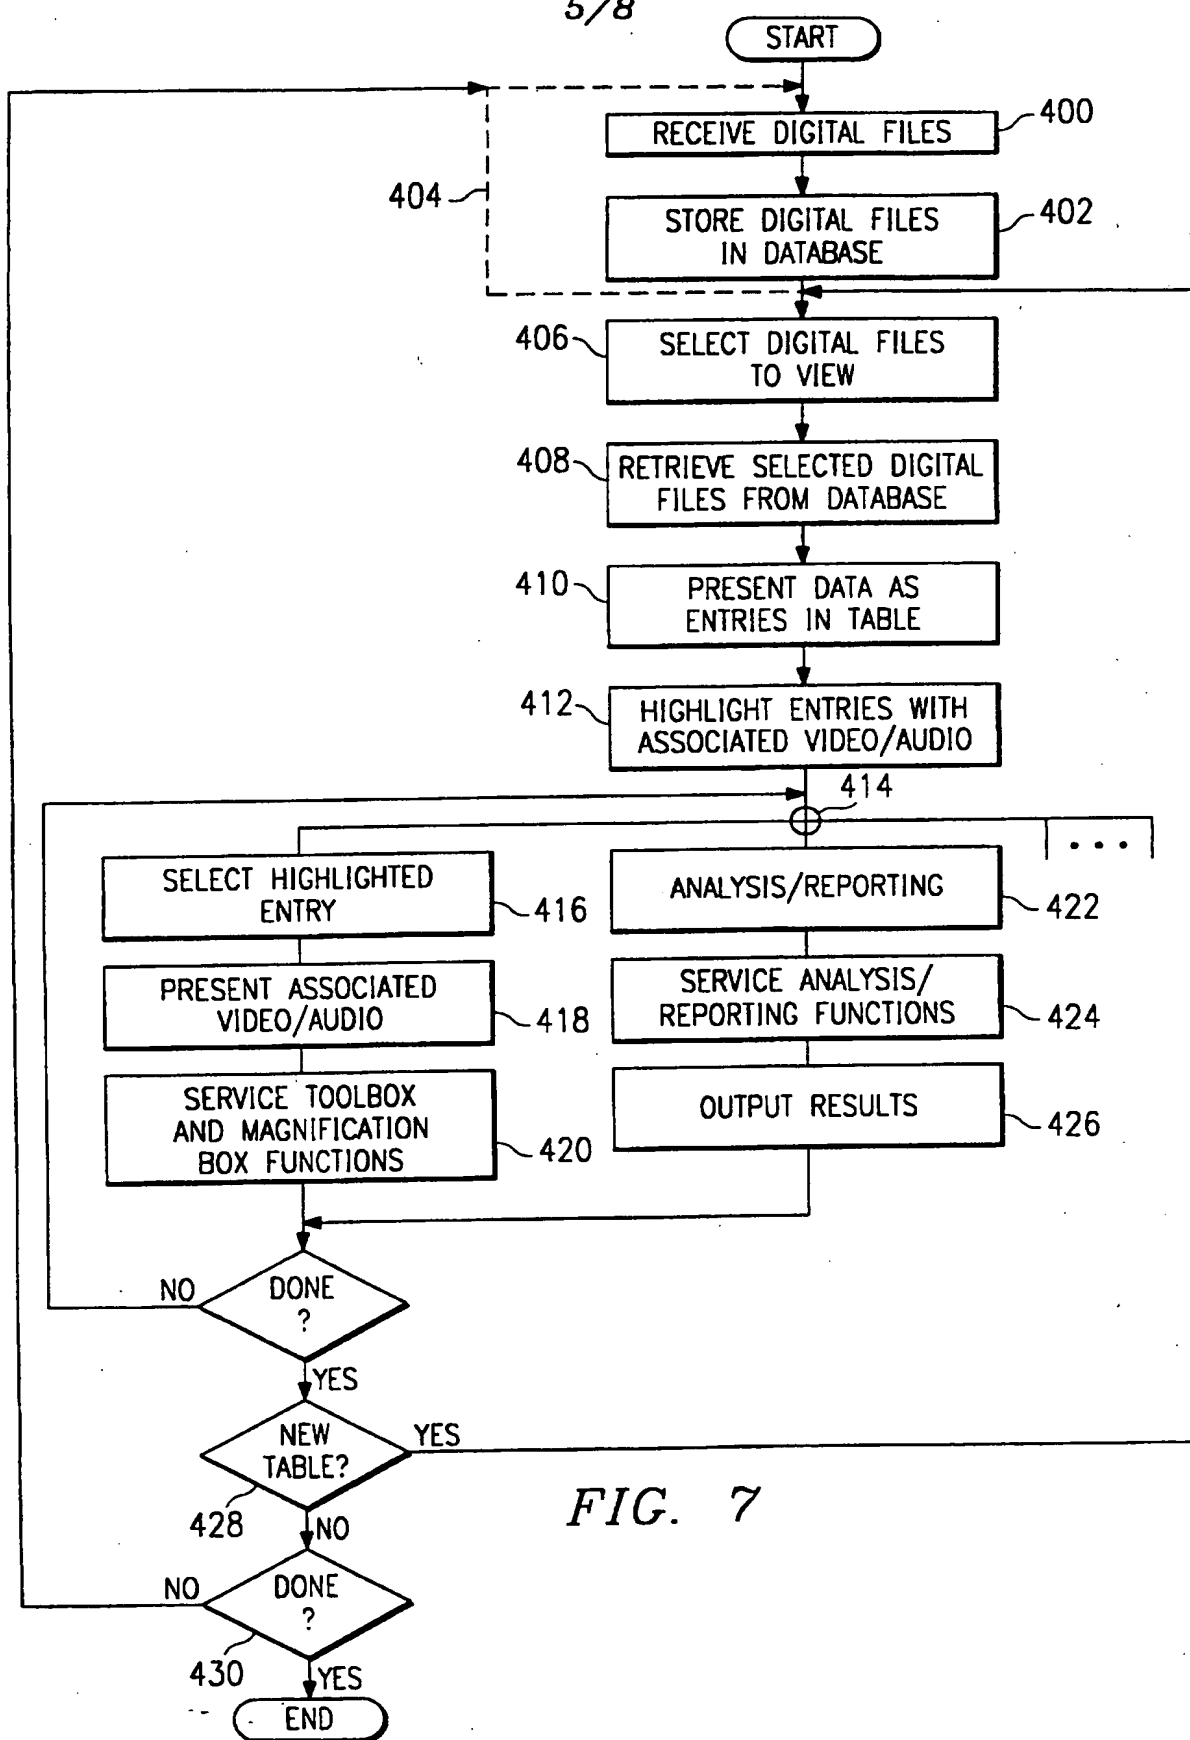 5/8
START
RECEIVE DIGITAL FILES
400
STORE DIGITAL FILES
IN DATABASE
402
404
406
SELECT DIGITAL FILES
TO VIEW
408
RETRIEVE SELECTED DIGITAL
FILES FROM DATABASE
410
PRESENT DATA AS
ENTRIES IN TABLE
412
HIGHLIGHT ENTRIES WITH
ASSOCIATED VIDEO/AUDIO
414
...
SELECT HIGHLIGHTED
ENTRY
416
ANALYSIS/REPORTING
422
PRESENT ASSOCIATED
VIDEO/AUDIO
418
SERVICE ANALYSIS/
REPORTING FUNCTIONS
424
SERVICE TOOLBOX
AND MAGNIFICATION
BOX FUNCTIONS
420
OUTPUT RESULTS
426
NO
DONE
?
YES
NEW
TABLE?
YES
428
NO
FIG. 7
NO
DONE
?
430
YES
END